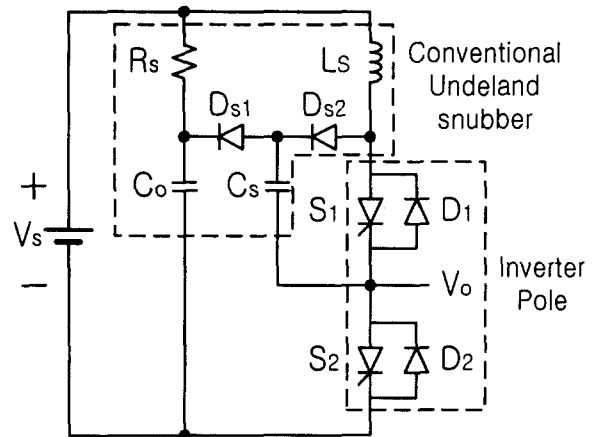 Rs
Ls
Conventional
Undeland
snubber
Ds1
Ds2
Co
Cs
+
Vs
−
S1
D1
Vo
Inverter
Pole
S2
D2